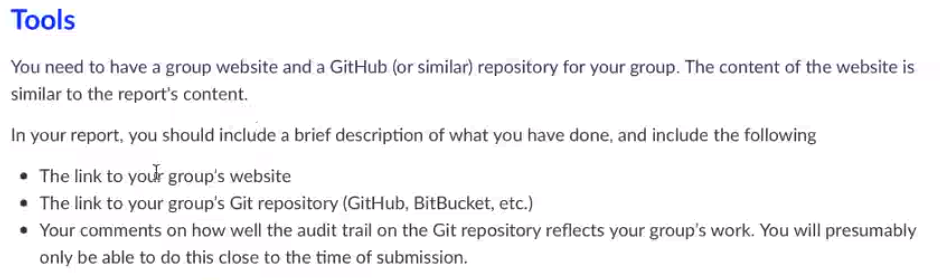 Tools
You need to have a group website and a GitHub (or similar) repository for your group. The content of the website is
similar to the report's content.
In your report, you should include a brief description of what you have done, and include the following
• The link to your group's website
• The link to your group's Git repository (GitHub, BitBucket, etc.)
• Your comments on how well the audit trail on the Git repository reflects your group's work. You will presumably
only be able to do this close to the time of submission.